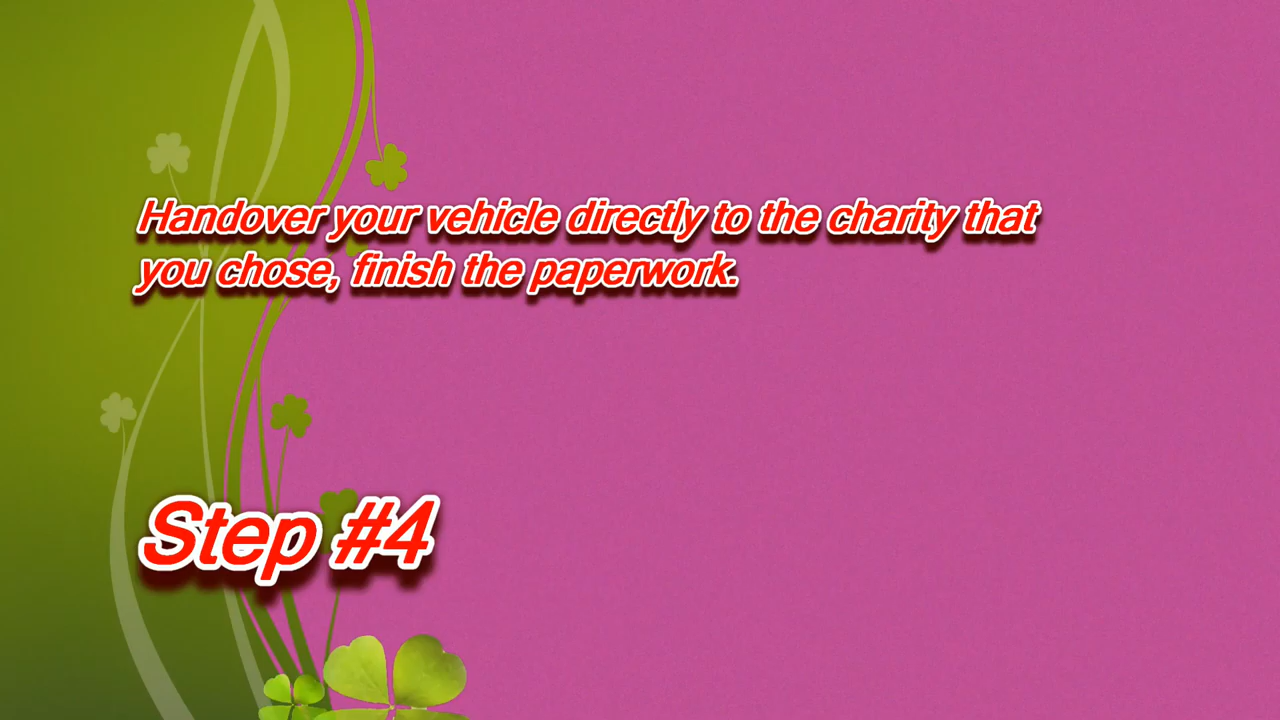 Handover your vehicle directly to the charity that
you chose, finish the paperwork.
Step #4